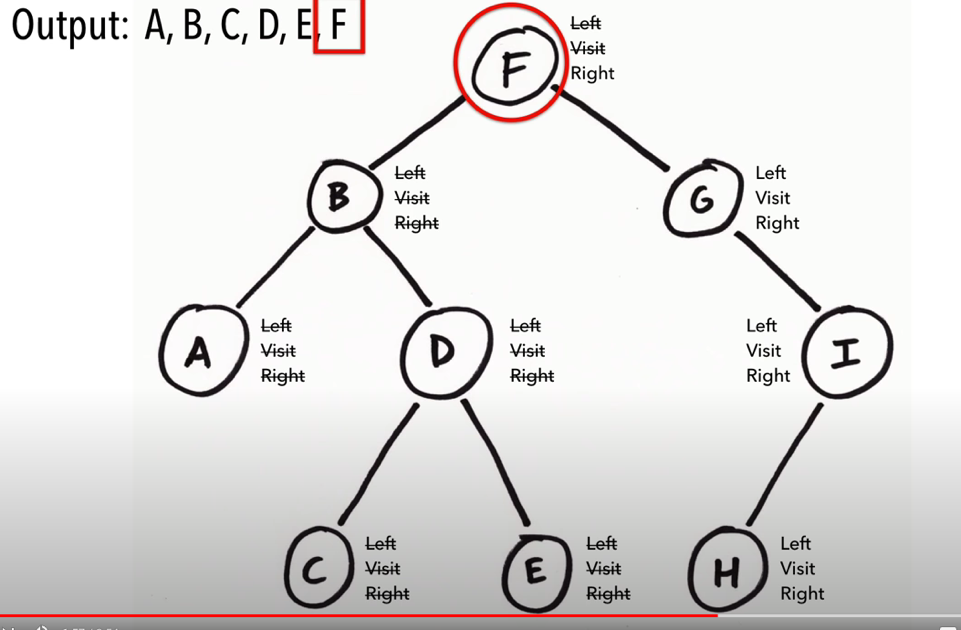 Output: A, B, C, D, E, F
Left
Visit
Right
F
Left
Visit
Right
B
Left
Visit
Right
G
Left
Visit
Right
A
Left
Visit
Right
D
Left
Visit
Right
I
Left
Visit
Right
C
Left
Visit
Right
E
Left
Visit
Right
H